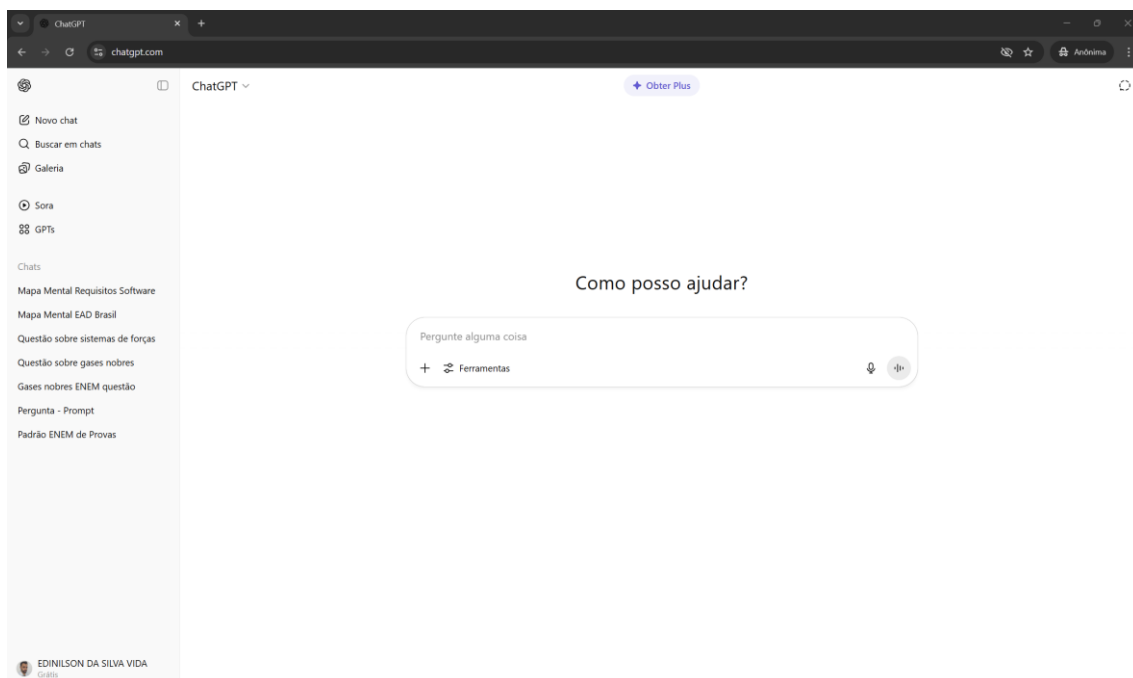 ChatGPT
chatgpt.com
Anônima
ChatGPT
Obter Plus
Novo chat
Buscar em chats
Galeria
Sora
GPTs
Chats
Mapa Mental Requisitos Software
Mapa Mental EAD Brasil
Questão sobre sistemas de forças
Questão sobre gases nobres
Gases nobres ENEM questão
Pergunta - Prompt
Padrão ENEM de Provas
Como posso ajudar?
Pergunte alguma coisa
Ferramentas
EDINILSON DA SILVA VIDA
Grátis